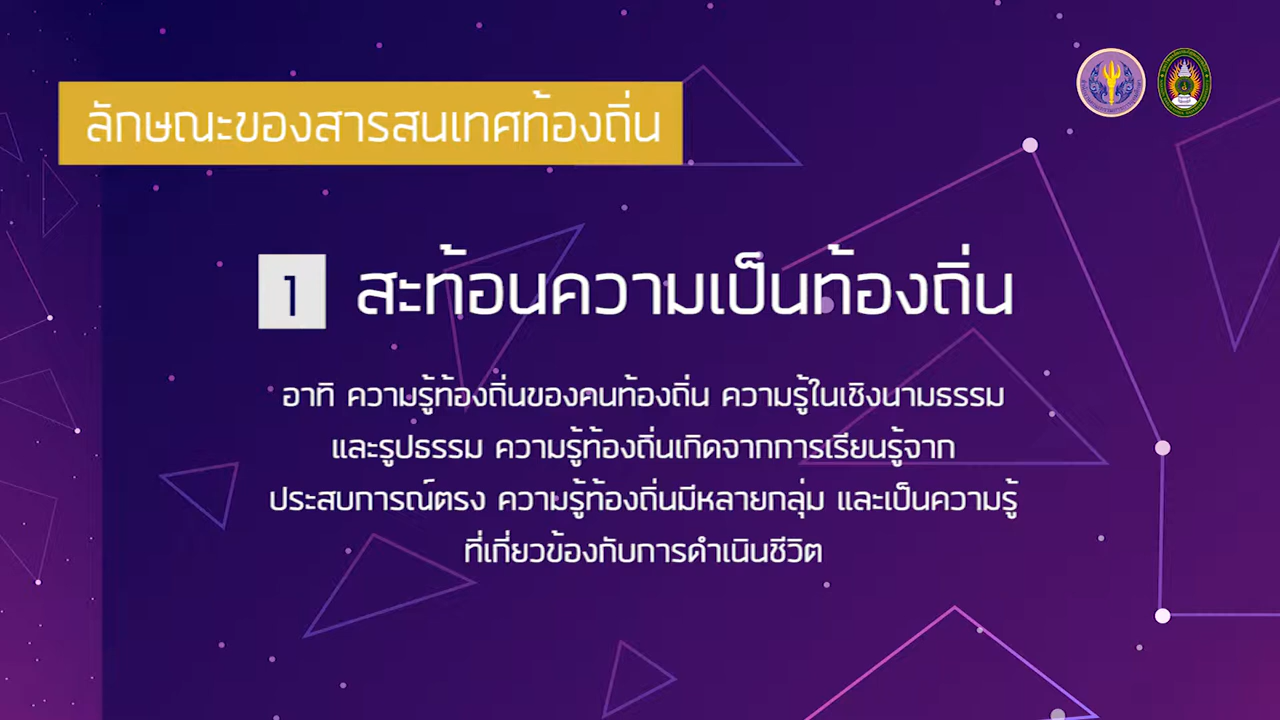 ลักษณะของสารสนเทศท้องถิ่น
1 สะท้อนความเป็นท้องถิ่น
อาทิ ความรู้ท้องถิ่นของคนท้องถิ่น ความรู้ในเชิงนามธรรม
และรูปธรรม ความรู้ท้องถิ่นเกิดจากการเรียนรู้จาก
ประสบการณ์ตรง ความรู้ท้องถิ่นมีหลายกลุ่ม และเป็นความรู้
ที่เกี่ยวข้องกับการดำเนินชีวิต